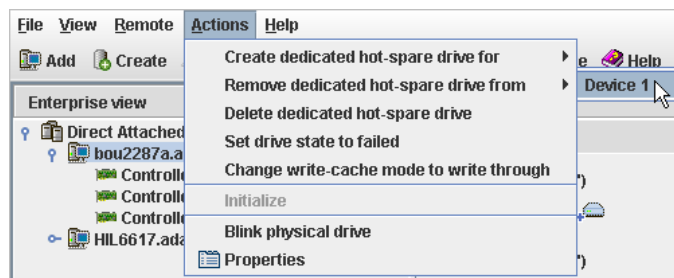 File View Remote Actions Help
Add Create e Help
Create dedicated hot-spare drive for
Device 1
Remove dedicated hot-spare drive from
Delete dedicated hot-spare drive
Set drive state to failed
Change write-cache mode to write through
Initialize
Blink physical drive
Properties
Enterprise view
Direct Attached
bou2287a.a
Controlle
Controlle
Controlle
HIL6617.ada
")
")